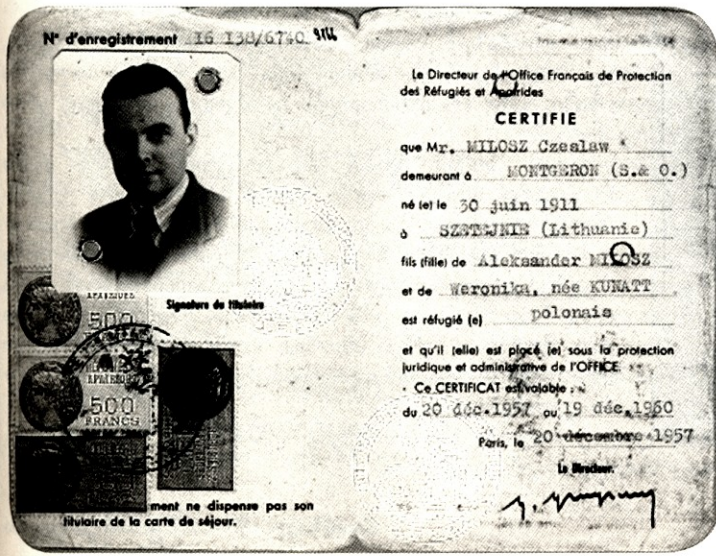 N° d'enregistrement 16 138/6740
Signature du titulaire
APATRIDES
500
500
FRANCS
ment ne dispense pas son
titulaire de la carte de séjour.
Le Directeur de l'Office Français de Protection
des Réfugiés et Apatrides
CERTIFIE
que Mr. MILOSZ Czeslaw
demeurant à MONTGERON (S.& O.)
né (e) le 30 juin 1911
à SZETEJNIE (Lithuanie)
fils (fille) de Aleksander MILOSZ
et de Weronika, née KUNATT
est réfugié (e) polonais
et qu'il (elle) est placé (e) sous la protection
juridique et administrative de l'OFFICE.
Ce CERTIFICAT est valable :
du 20 déc.1957 au 19 déc.1960
Paris, le 20 décembre 1957
Le Directeur.